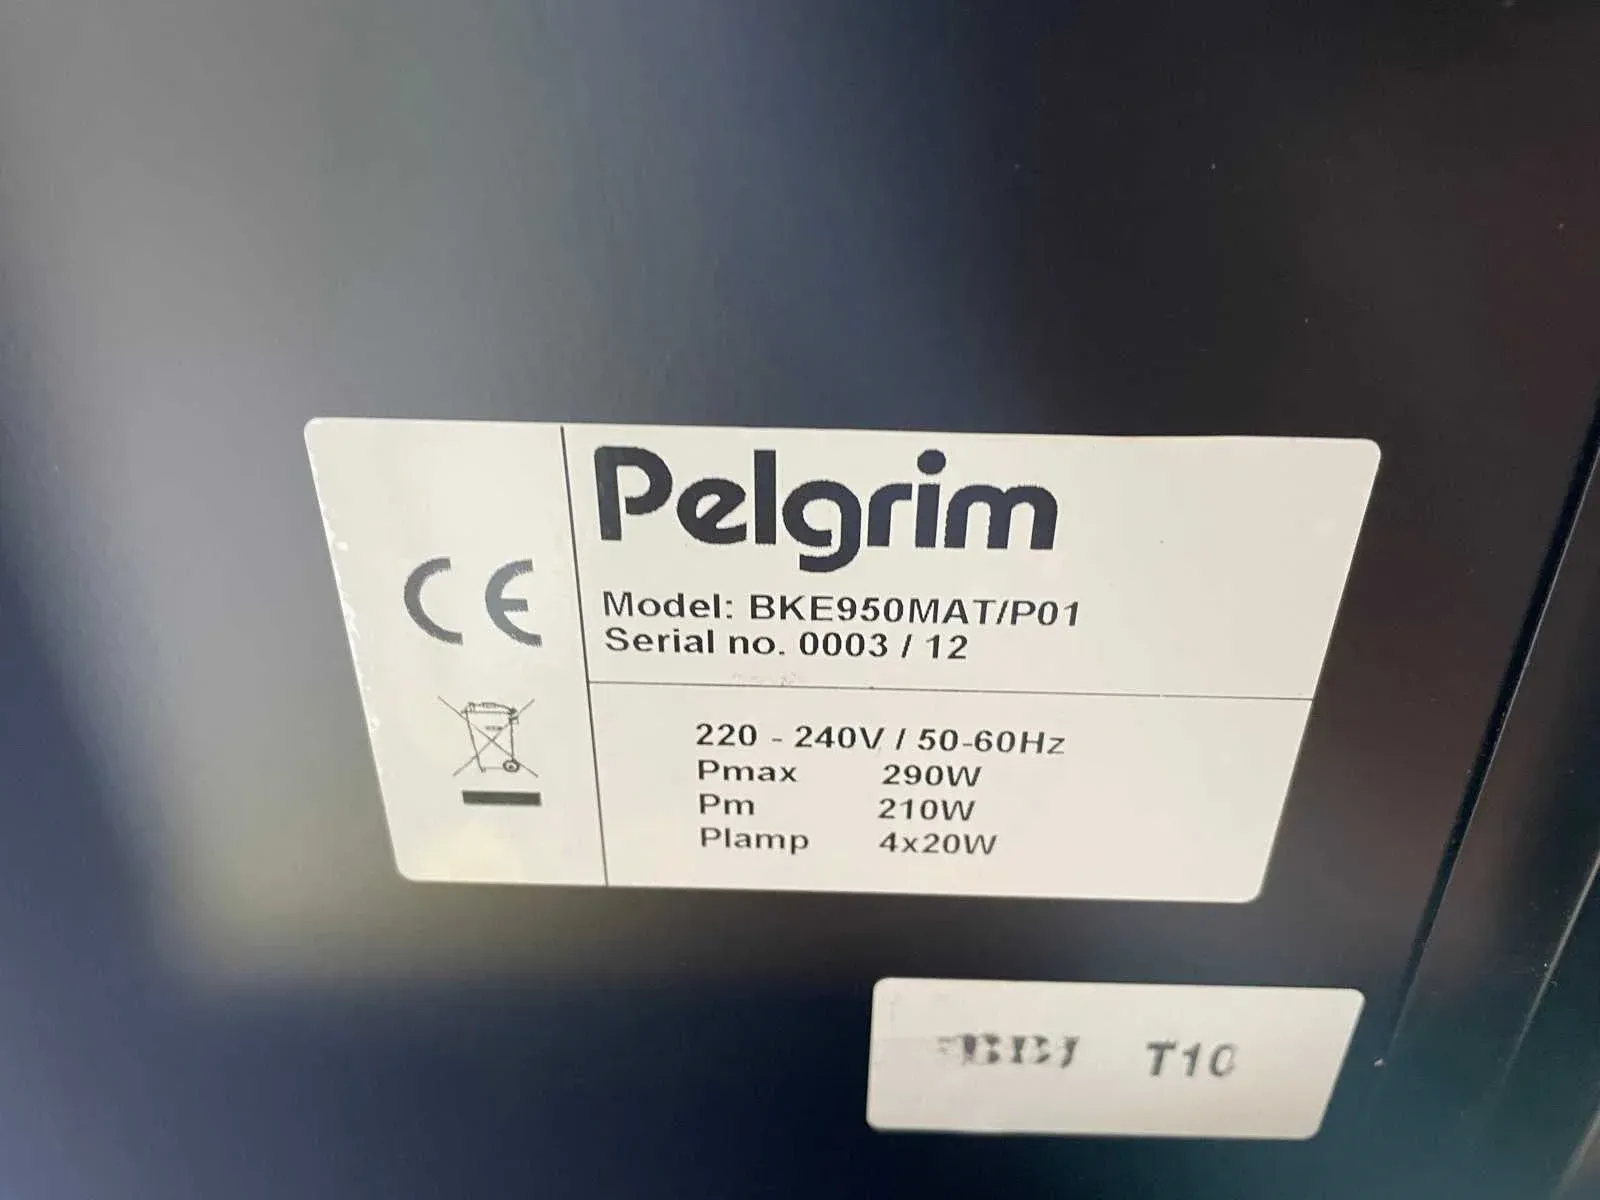 Pelgrim
CE
Model: BKE950MAT/P01
Serial no. 0003 / 12
220 - 240V / 50-60Hz
Pmax 290W
Pm 210W
Plamp 4x20W
T10